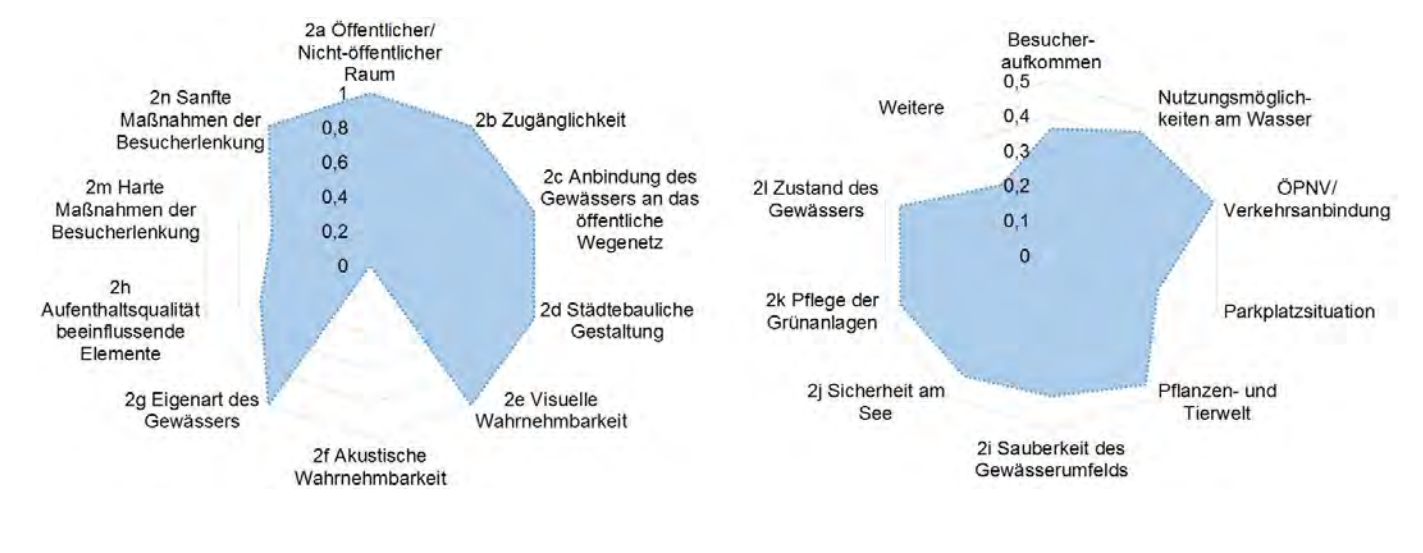 2a Öffentlicher/
Nicht-öffentlicher
Raum
1
0,8
0,6
0,4
0,2
0
2b Zugänglichkeit
2c Anbindung des
Gewässers an das
öffentliche
Wegenetz
2d Städtebauliche
Gestaltung
2e Visuelle
Wahrnehmbarkeit
2f Akustische
Wahrnehmbarkeit
2g Eigenart des
Gewässers
2h
Aufenthaltsqualität
beeinflussende
Elemente
2m Harte
Maßnahmen der
Besucherlenkung
2n Sanfte
Maßnahmen der
Besucherlenkung
Besucher-
aufkommen
0,5
0,4
0,3
0,2
0,1
0
Nutzungsmöglich-
keiten am Wasser
ÖPNV/
Verkehrsanbindung
Parkplatzsituation
Pflanzen- und
Tierwelt
2i Sauberkeit des
Gewässerumfelds
2j Sicherheit am
See
2k Pflege der
Grünanlagen
2l Zustand des
Gewässers
Weitere